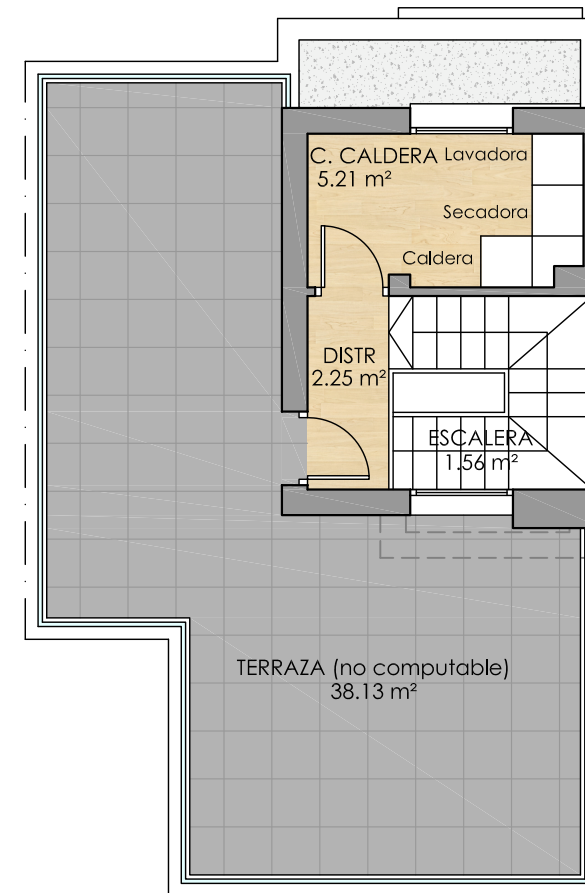 C. CALDERA
5.21 m²
Lavadora
Secadora
Caldera
DISTR
2.25 m²
ESCALERA
1.56 m²
TERRAZA (no computable)
38.13 m²